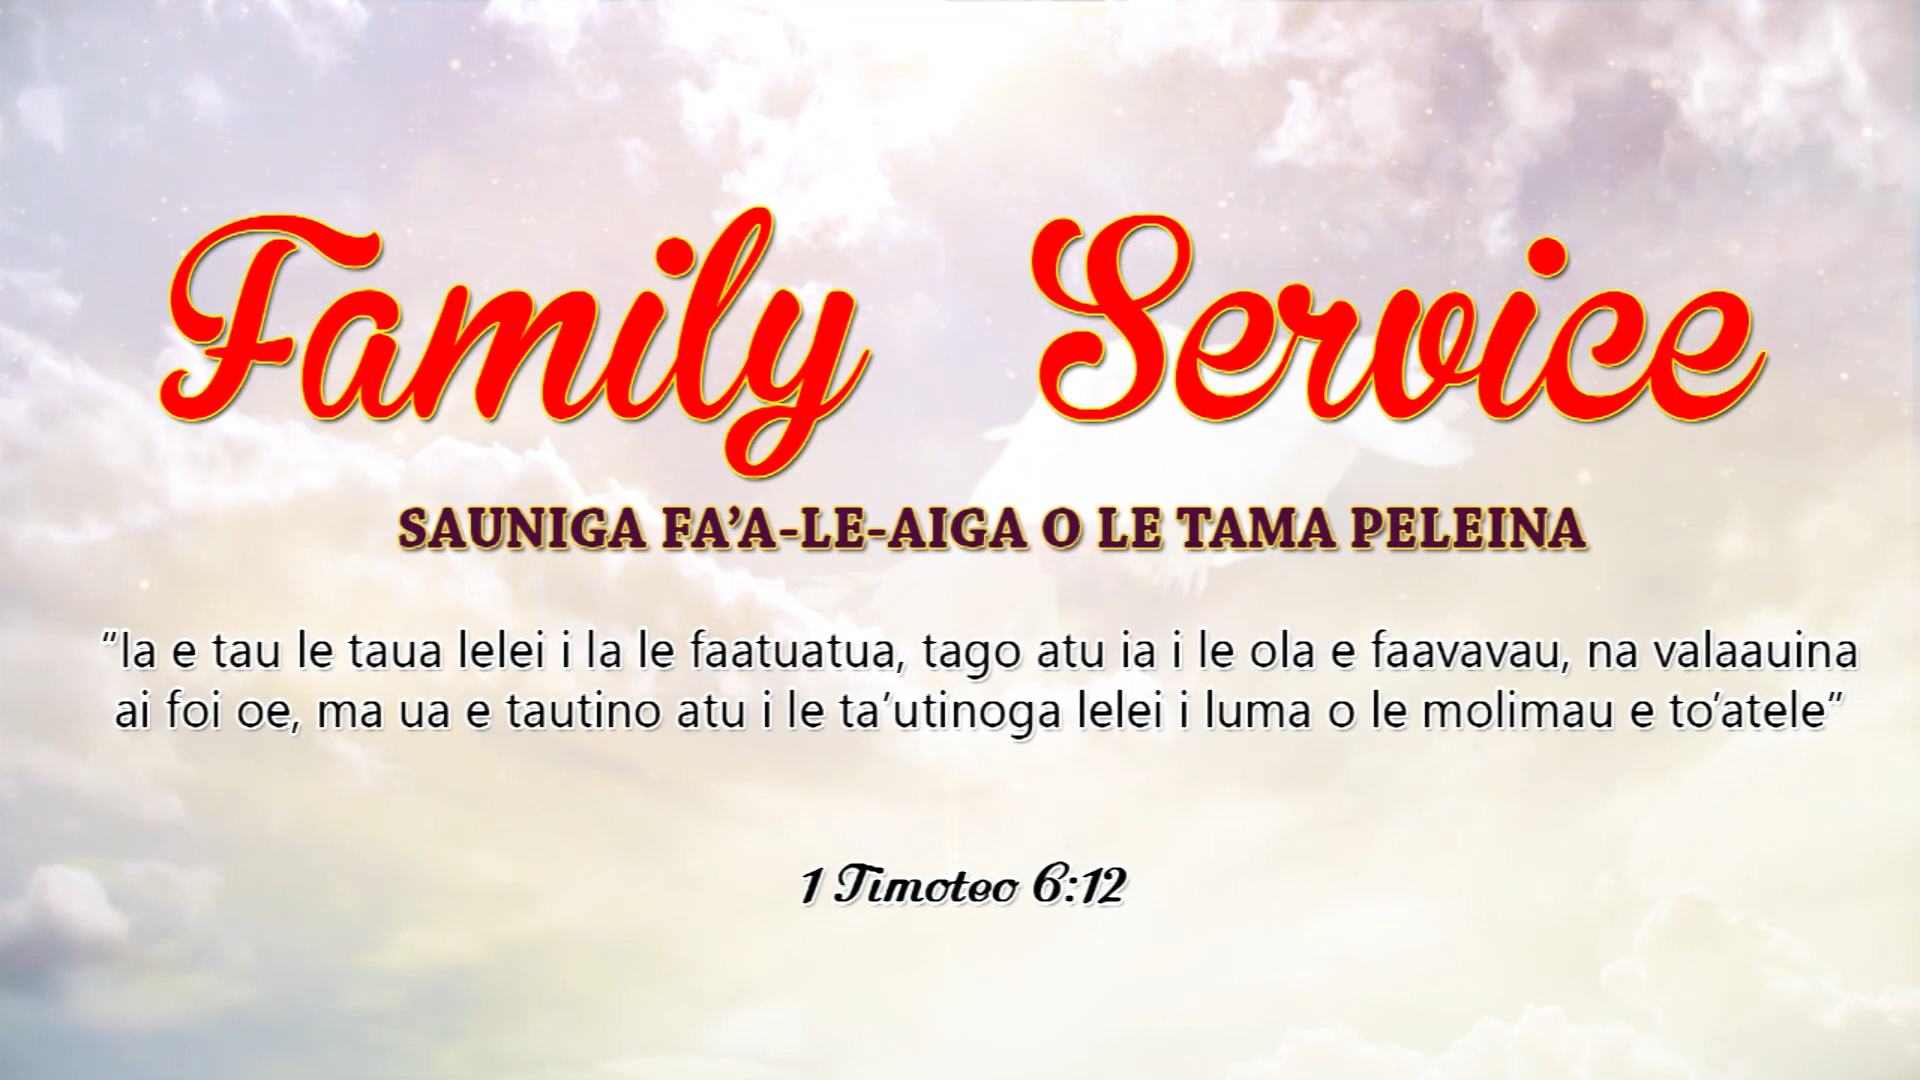 Family Service
SAUNIGA FA’A-LE-AIGA O LE TAMA PELEINA
“Ia e tau le taua lelei i la le faatuatua, tago atu ia i le ola e faavavau, na valaauina
ai foi oe, ma ua e tautino atu i le ta’utinoga lelei i luma o le molimau e to’atele”
1 Timoteo 6:12